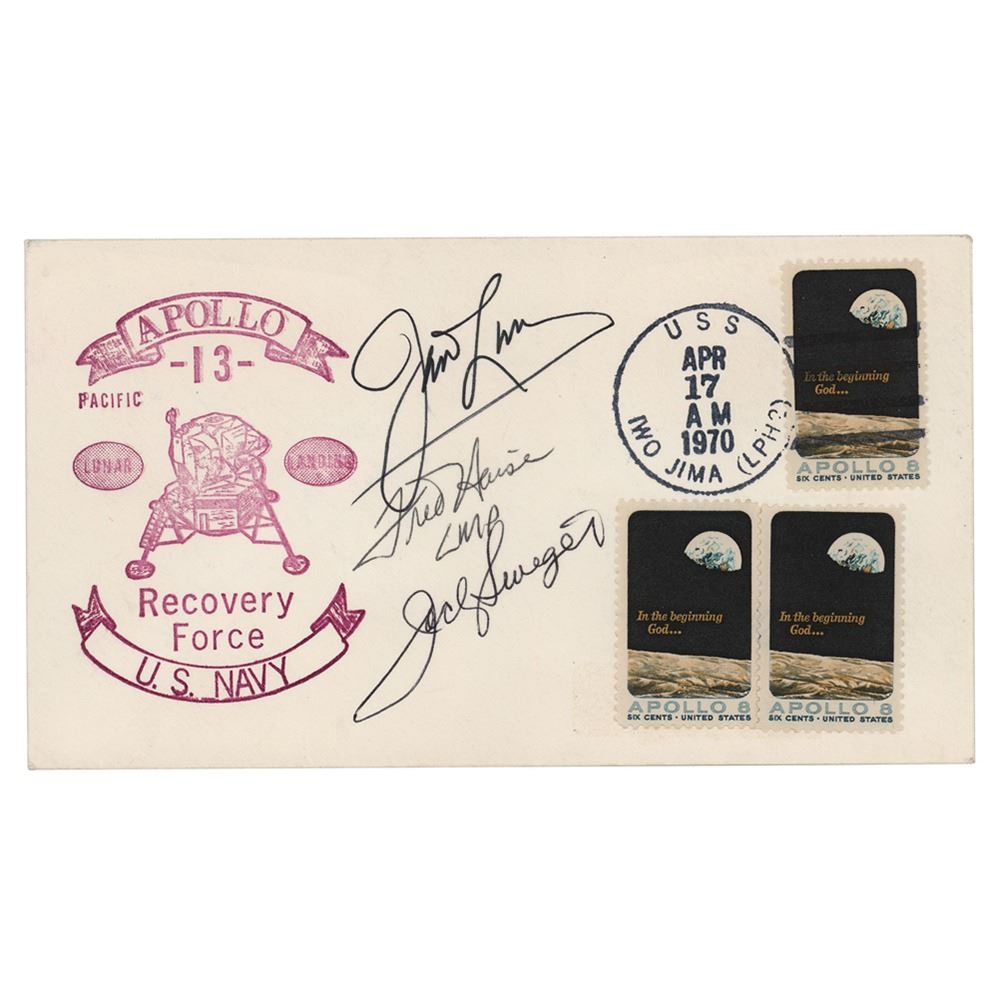 APOLLO
-13-
PACIFIC
LUNAR LANDING
Recovery
Force
U. S. NAVY
Fred Haise
LMP
Jack Swigert
USS
APR
17
AM
1970
IWO JIMA (LPH2)
In the beginning
God...
APOLLO 8
SIX CENTS · UNITED STATES
In the beginning
God...
APOLLO 8
SIX CENTS · UNITED STATES
In the beginning
God...
APOLLO 8
SIX CENTS · UNITED STATES